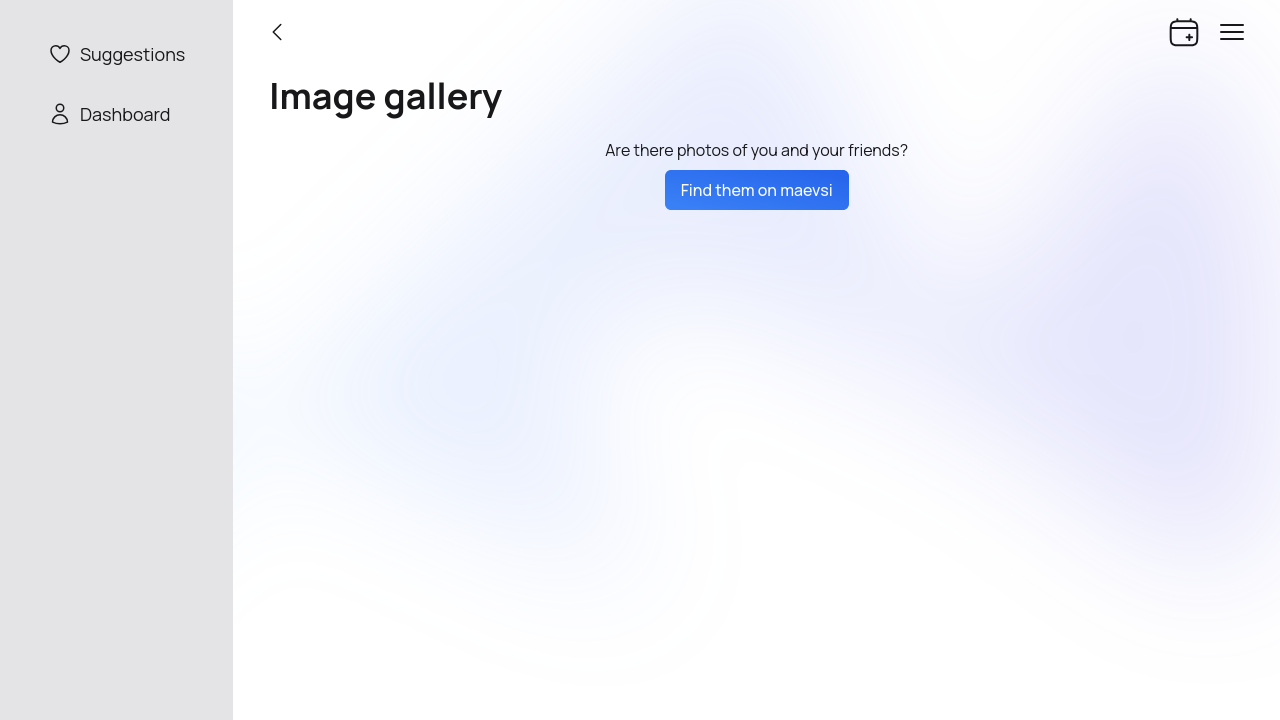 Suggestions
Dashboard
Image gallery
Are there photos of you and your friends?
Find them on maevsi